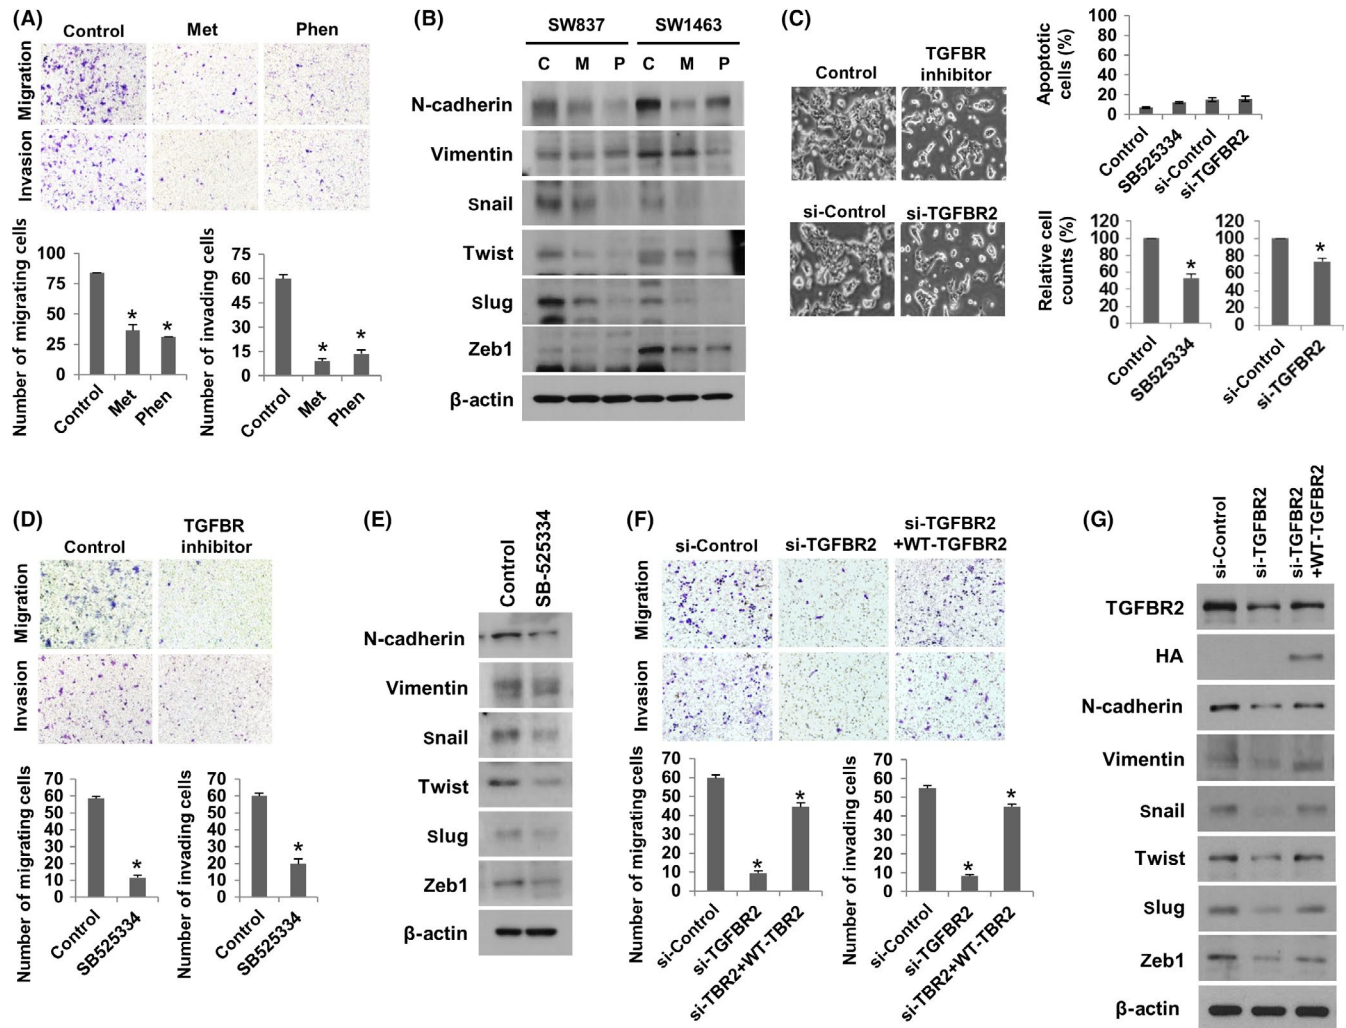 (A)
Control Met Phen
Migration
Invasion
Number of migrating cells
100
75
50
25
0
Control
Met
Phen
* *
Number of invading cells
75
60
45
30
15
0
Control
Met
Phen
* *
(B)
SW837 SW1463
C M P C M P
N-cadherin
Vimentin
Snail
Twist
Slug
Zeb1
β-actin
(C)
Control
TGFBR
inhibitor
si-Control si-TGFBR2
Apoptotic
cells (%)
100
80
60
40
20
0
Control
SB525334
si-Control
si-TGFBR2
Relative cell
counts (%)
120
100
80
60
40
20
0
*
Control
SB525334
120
100
80
60
40
20
0
*
si-Control
si-TGFBR2
(D)
Control
TGFBR
inhibitor
Migration
Invasion
Number of migrating cells
70
60
50
40
30
20
10
0
*
Control
SB525334
Number of invading cells
70
60
50
40
30
20
10
0
*
Control
SB525334
(E)
Control
SB-525334
N-cadherin
Vimentin
Snail
Twist
Slug
Zeb1
β-actin
(F)
si-Control si-TGFBR2
si-TGFBR2
+WT-TGFBR2
Migration
Invasion
Number of migrating cells
70
60
50
40
30
20
10
0
* *
si-Control
si-TGFBR2
si-TBR2+WT-TBR2
Number of invading cells
70
60
50
40
30
20
10
0
* *
si-Control
si-TGFBR2
si-TBR2+WT-TBR2
(G)
si-Control
si-TGFBR2
si-TGFBR2
+WT-TGFBR2
TGFBR2
HA
N-cadherin
Vimentin
Snail
Twist
Slug
Zeb1
β-actin